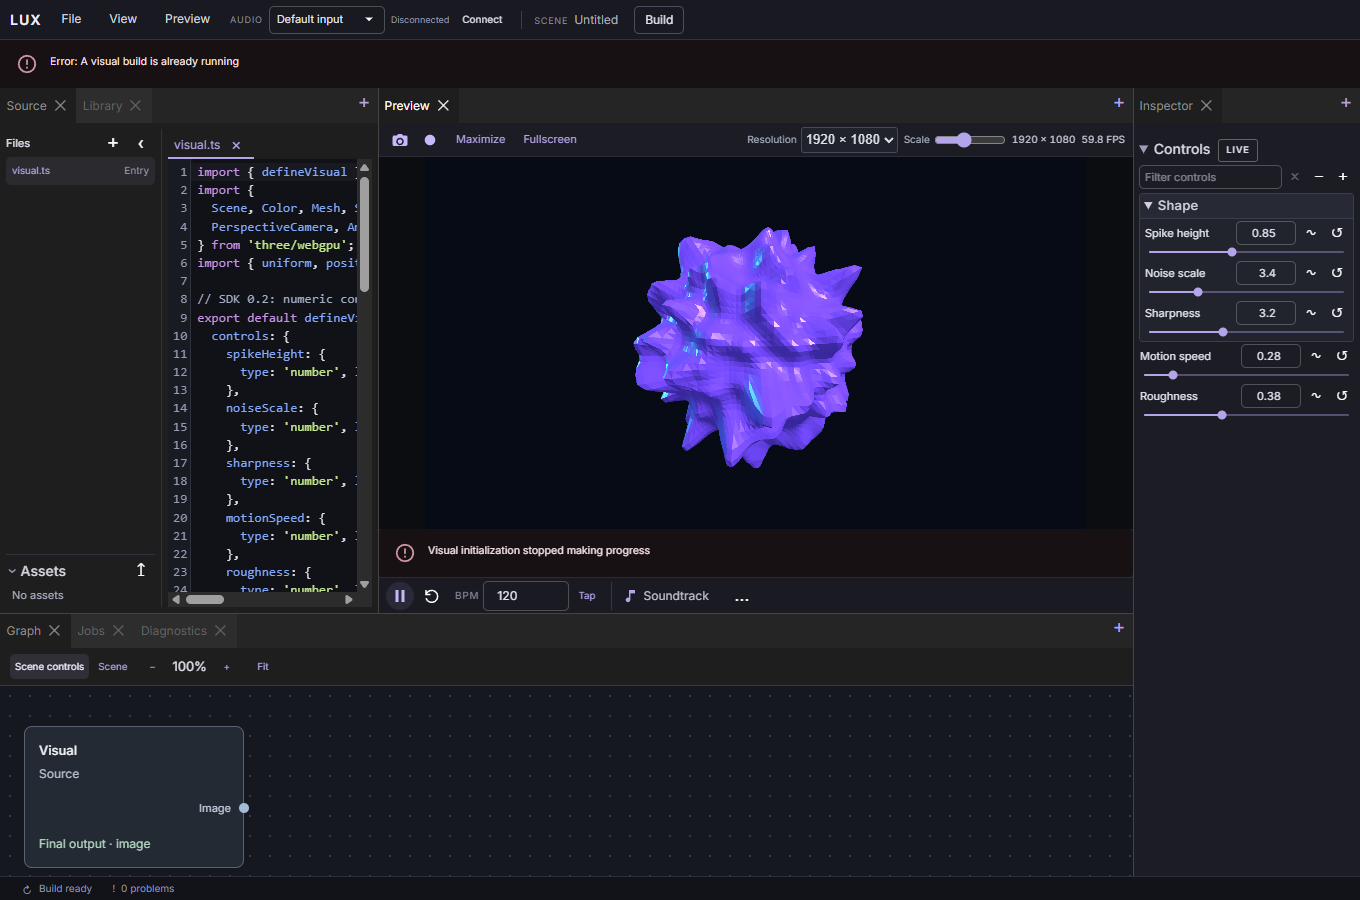 LUX File View Preview AUDIO Default input Disconnected Connect SCENE Untitled Build
Error: A visual build is already running
Source Library +
Files + ‹
visual.ts Entry
Assets
No assets
visual.ts
1 import { defineVisual }
2 import {
3 Scene, Color, Mesh,
4 PerspectiveCamera,
5 } from 'three/webgpu';
6 import { uniform,
7
8 // SDK 0.2: numeric
9 export default
10 controls: {
11 spikeHeight: {
12 type: 'number',
13 },
14 noiseScale: {
15 type: 'number',
16 },
17 sharpness: {
18 type: 'number',
19 },
20 motionSpeed: {
21 type: 'number',
22 },
23 roughness: {
24 type: 'number',
Preview +
Maximize Fullscreen Resolution 1920 × 1080 Scale 1920 × 1080 59.8 FPS
Visual initialization stopped making progress
BPM 120 Tap Soundtrack ...
Inspector +
Controls LIVE
Filter controls × − +
Shape
Spike height 0.85
Noise scale 3.4
Sharpness 3.2
Motion speed 0.28
Roughness 0.38
Graph Jobs Diagnostics +
Scene controls Scene − 100% + Fit
Visual
Source
Image
Final output · image
Build ready ! 0 problems